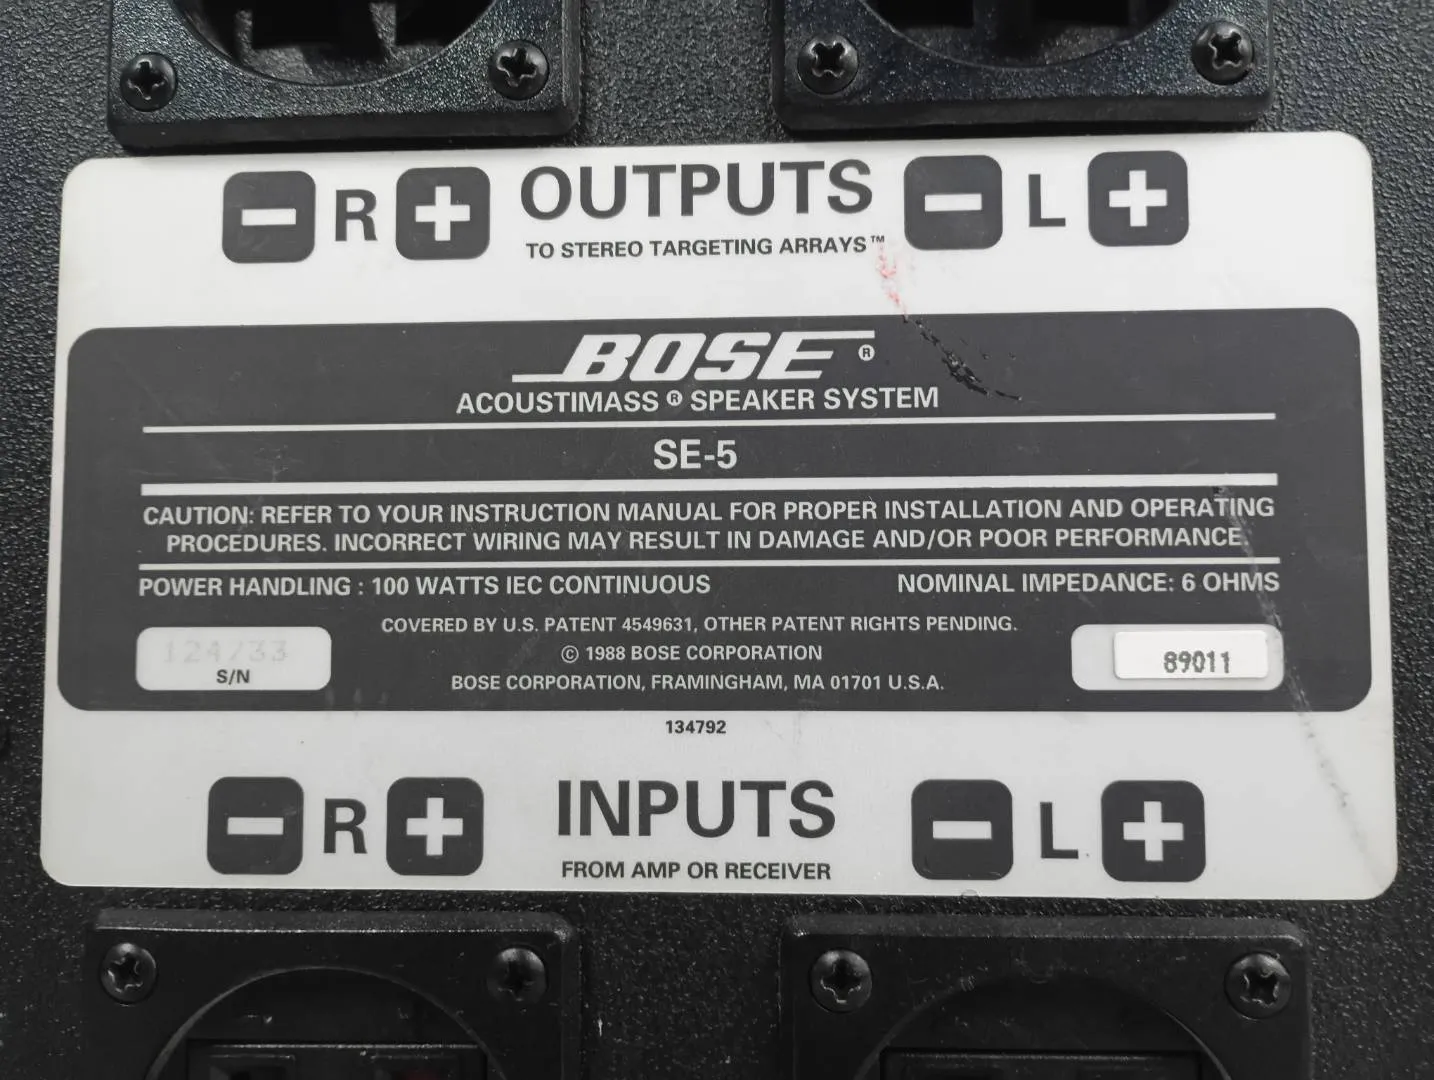 − R + OUTPUTS − L +
TO STEREO TARGETING ARRAYS™
BOSE®
ACOUSTIMASS® SPEAKER SYSTEM
SE-5
CAUTION: REFER TO YOUR INSTRUCTION MANUAL FOR PROPER INSTALLATION AND OPERATING
PROCEDURES. INCORRECT WIRING MAY RESULT IN DAMAGE AND/OR POOR PERFORMANCE.
POWER HANDLING : 100 WATTS IEC CONTINUOUS NOMINAL IMPEDANCE: 6 OHMS
COVERED BY U.S. PATENT 4549631, OTHER PATENT RIGHTS PENDING.
© 1988 BOSE CORPORATION
89011
S/N
BOSE CORPORATION, FRAMINGHAM, MA 01701 U.S.A.
134792
− R + INPUTS − L +
FROM AMP OR RECEIVER